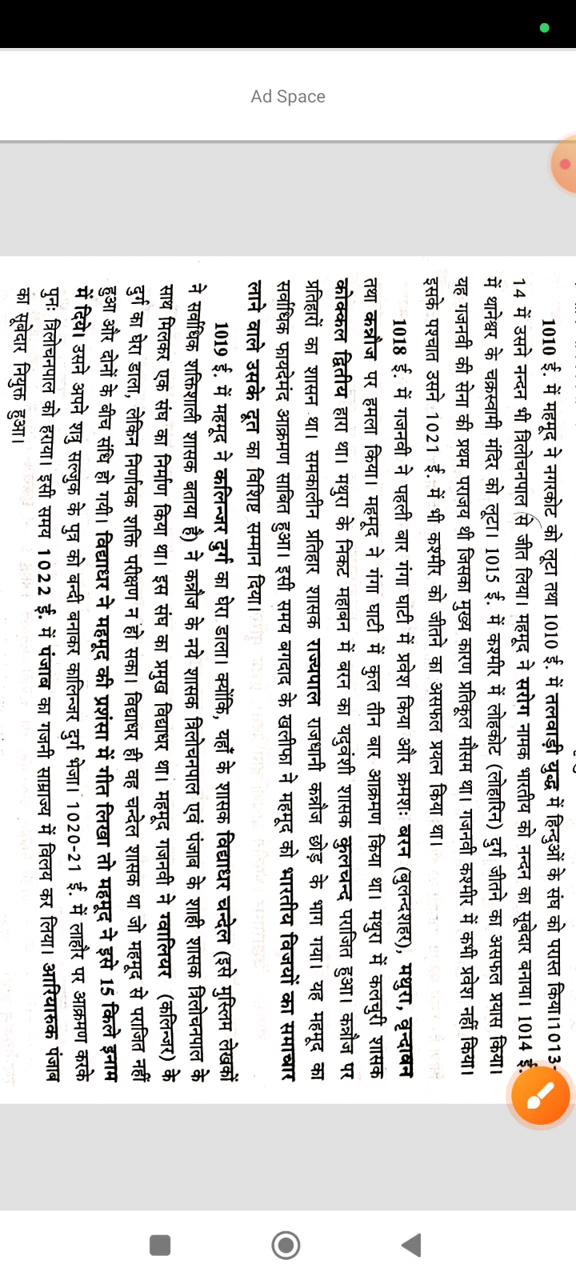 Ad Space
1010 ई. में महमूद ने नगरकोट को लूटा तथा 1010 ई. में तलवाड़ी युद्ध में हिन्दुओं के संघ को परास्त किया।1013-
14 में उसने नन्दन भी त्रिलोचनपाल से जीत लिया। महमूद ने सरोग नामक भारतीय को नन्दन का सूबेदार बनाया। 1014 ई.
में थानेश्वर के चक्रस्वामी मंदिर को लूटा। 1015 ई. में कश्मीर में लोहकोट (लोहारिन) दुर्ग जीतने का असफल प्रयास किया।
यह गजनवी की सेना की प्रथम पराजय थी जिसका मुख्य कारण प्रतिकूल मौसम था। गजनवी कश्मीर में कभी प्रवेश नहीं किया।
इसके पश्चात उसने 1021 ई. में भी कश्मीर को जीतने का असफल प्रयत्न किया था।
1018 ई. में गजनवी ने पहली बार गंगा घाटी में प्रवेश किया और क्रमशः बरन (बुलन्दशहर), मथुरा, वृन्दाबन
तथा कन्नौज पर हमला किया। महमूद ने गंगा घाटी में कुल तीन बार आक्रमण किया था। मथुरा में कलचुरी शासक
कोक्कल द्वितीय हारा था। मथुरा के निकट महाबन में बरन का यदुवंशी शासक कुलचन्द पराजित हुआ। कन्नौज पर
प्रतिहारों का शासन था। समकालीन प्रतिहार शासक राज्यपाल राजधानी कन्नौज छोड़ के भाग गया। यह महमूद का
सर्वाधिक फायदेमंद आक्रमण साबित हुआ। इसी समय बगदाद के खलीफा ने महमूद को भारतीय विजयों का समाचार
लाने वाले उसके दूत का विशिष्ट सम्मान दिया।
1019 ई. में महमूद ने कलिन्जर दुर्ग का घेरा डाला। क्योंकि, यहाँ के शासक विद्याधर चन्देल (इसे मुस्लिम लेखकों
ने सर्वाधिक शक्तिशाली शासक बताया है) ने कन्नौज के नये शासक त्रिलोचनपाल एवं पंजाब के शाही शासक त्रिलोचनपाल के
साथ मिलकर एक संघ का निर्माण किया था। इस संघ का प्रमुख विद्याधर था। महमूद गजनवी ने ग्वालियर (कलिन्जर) के
दुर्ग का घेरा डाला, लेकिन निर्णायक शक्ति परीक्षण न हो सका। विद्याधर ही वह चन्देल शासक था जो महमूद से पराजित नहीं
हुआ और दोनों के बीच संधि हो गयी। विद्याधर ने महमूद की प्रशंसा में गीत लिखा तो महमूद ने इसे 15 किले इनाम
में दिये। उसने अपने शत्रु सल्जुक के पुत्र को बन्दी बनाकर कालिन्जर दुर्ग भेजा। 1020-21 ई. में लाहौर पर आक्रमण करके
पुनः त्रिलोचनपाल को हराया। इसी समय 1022 ई. में पंजाब का गजनी साम्राज्य में विलय कर लिया। आरियारुक पंजाब
का सूबेदार नियुक्त हुआ।